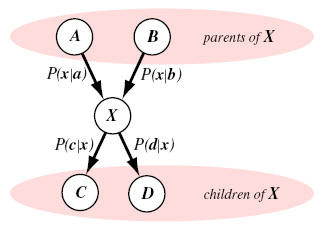 A B parents of X
P(x|a) P(x|b)
X
P(c|x) P(d|x)
C D children of X